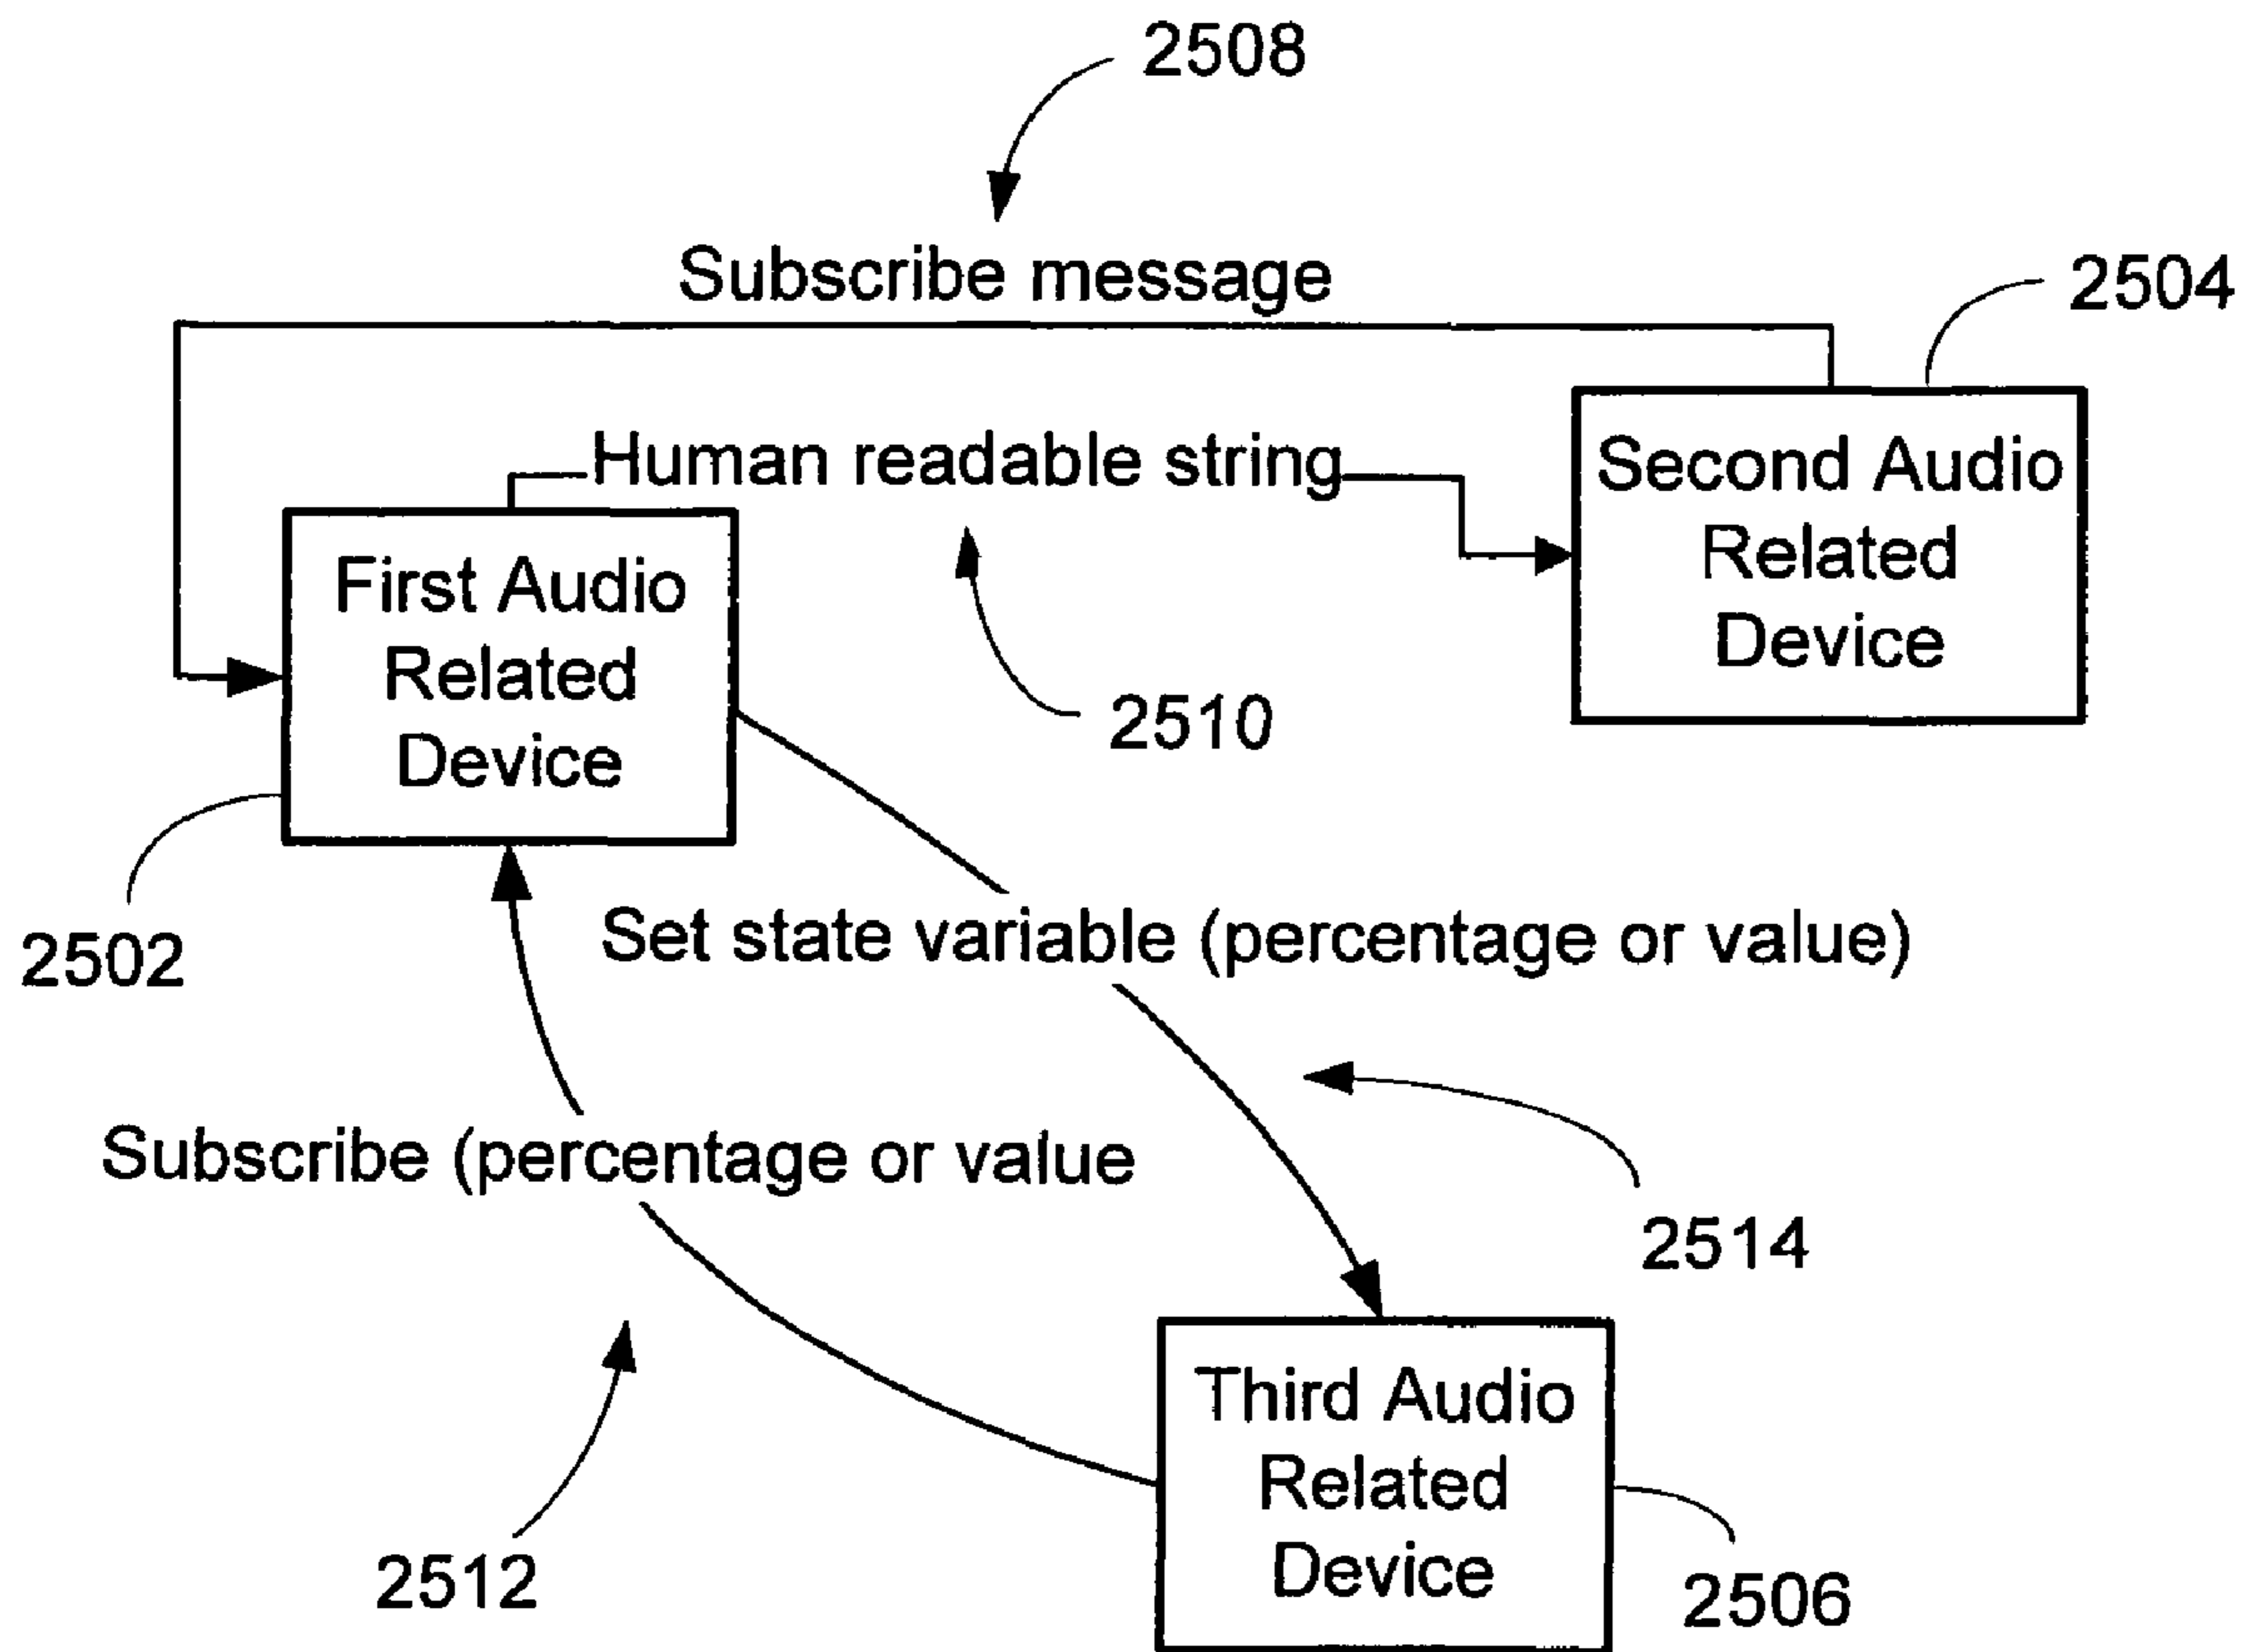 2508
Subscribe message
2504
Human readable string
Second Audio
Related
Device
First Audio
Related
Device
2510
2502
Set state variable (percentage or value)
Subscribe (percentage or value
2514
Third Audio
Related
Device
2512
2506